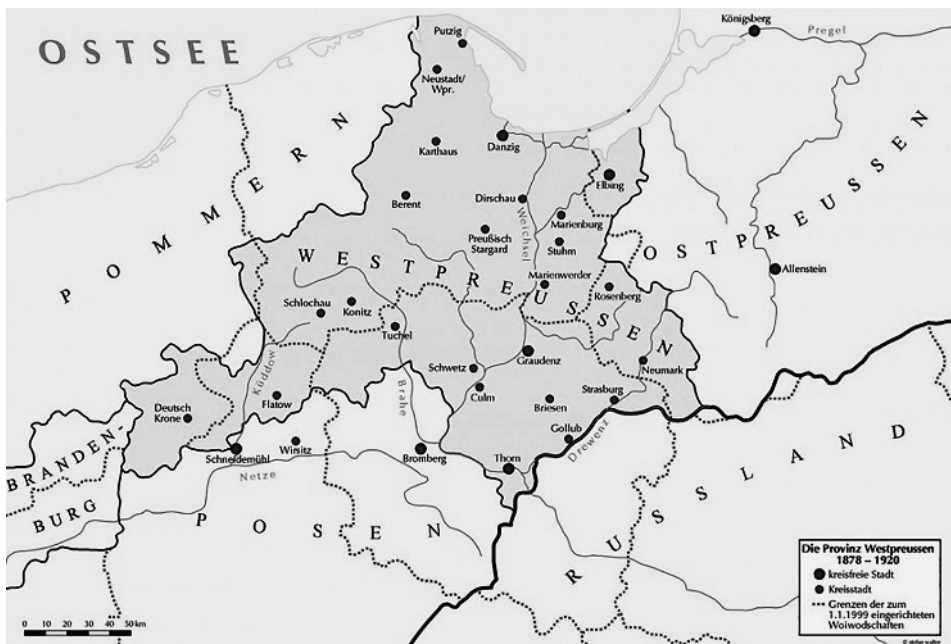 OSTSEE
Königsberg
Pregel
Putzig
Neustadt/
Wpr.
POMMERN
Karthaus
Danzig
Elbing
Berent
Dirschau
Weichsel
Marienburg
OSTPREUSSEN
Preußisch
Stargard
Stuhm
Allenstein
WESTPREUSSEN
Marienwerder
Rosenberg
Schlochau
Konitz
Tuchel
Graudenz
Neumark
Küddow
Schwetz
Culm
Brahe
Strasburg
Briesen
Flatow
Deutsch
Krone
Gollub
Drewenz
BRANDEN-
BURG
Schneidemühl
Wirsitz
Bromberg
Thorn
Netze
POSEN
RUSSLAND
Die Provinz Westpreussen
1878 – 1920
kreisfreie Stadt
Kreisstadt
Grenzen der zum
1.1.1999 eingerichteten
Woiwodschaften
0 10 20 30 40 50km